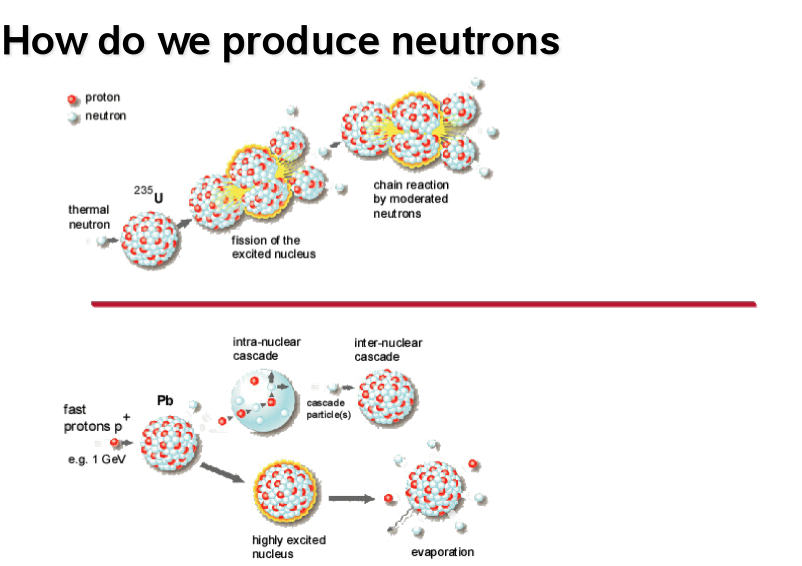 How do we produce neutrons
proton
neutron
235U
thermal
neutron
fission of the
excited nucleus
chain reaction
by moderated
neutrons
intra-nuclear
cascade
inter-nuclear
cascade
Pb
fast
protons p+
e.g. 1 GeV
cascade
particle(s)
highly excited
nucleus
evaporation